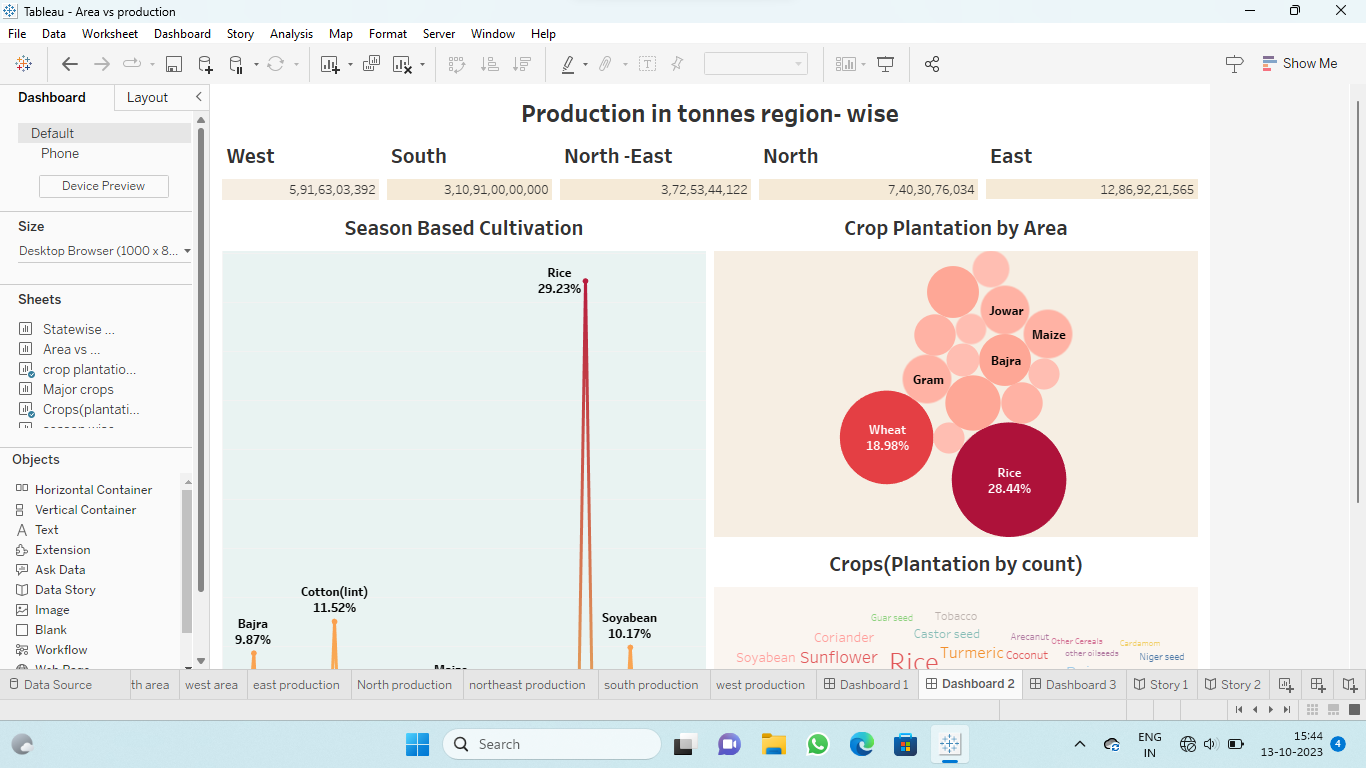 Tableau - Area vs production
File Data Worksheet Dashboard Story Analysis Map Format Server Window Help
Show Me
Dashboard Layout
Default
Phone
Device Preview
Size
Desktop Browser (1000 x 8...
Sheets
Statewise ...
Area vs ...
crop plantatio...
Major crops
Crops(plantati...
Objects
Horizontal Container
Vertical Container
Text
Extension
Ask Data
Data Story
Image
Blank
Workflow
Web Page
Production in tonnes region- wise
West South North -East North East
5,91,63,03,392 3,10,91,00,00,000 3,72,53,44,122 7,40,30,76,034 12,86,92,21,565
Season Based Cultivation
Rice
29.23%
Cotton(lint)
11.52%
Bajra
9.87%
Soyabean
10.17%
Maize
Crop Plantation by Area
Jowar
Maize
Bajra
Gram
Wheat
18.98%
Rice
28.44%
Crops(Plantation by count)
Guar seed Tobacco
Coriander Castor seed Arecanut Other Cereals Cardamom
Soyabean Sunflower Rice Turmeric Coconut other oilseeds Niger seed
Data Source th area west area east production North production northeast production south production west production Dashboard 1 Dashboard 2 Dashboard 3 Story 1 Story 2
Search
ENG
IN
15:44
13-10-2023
4